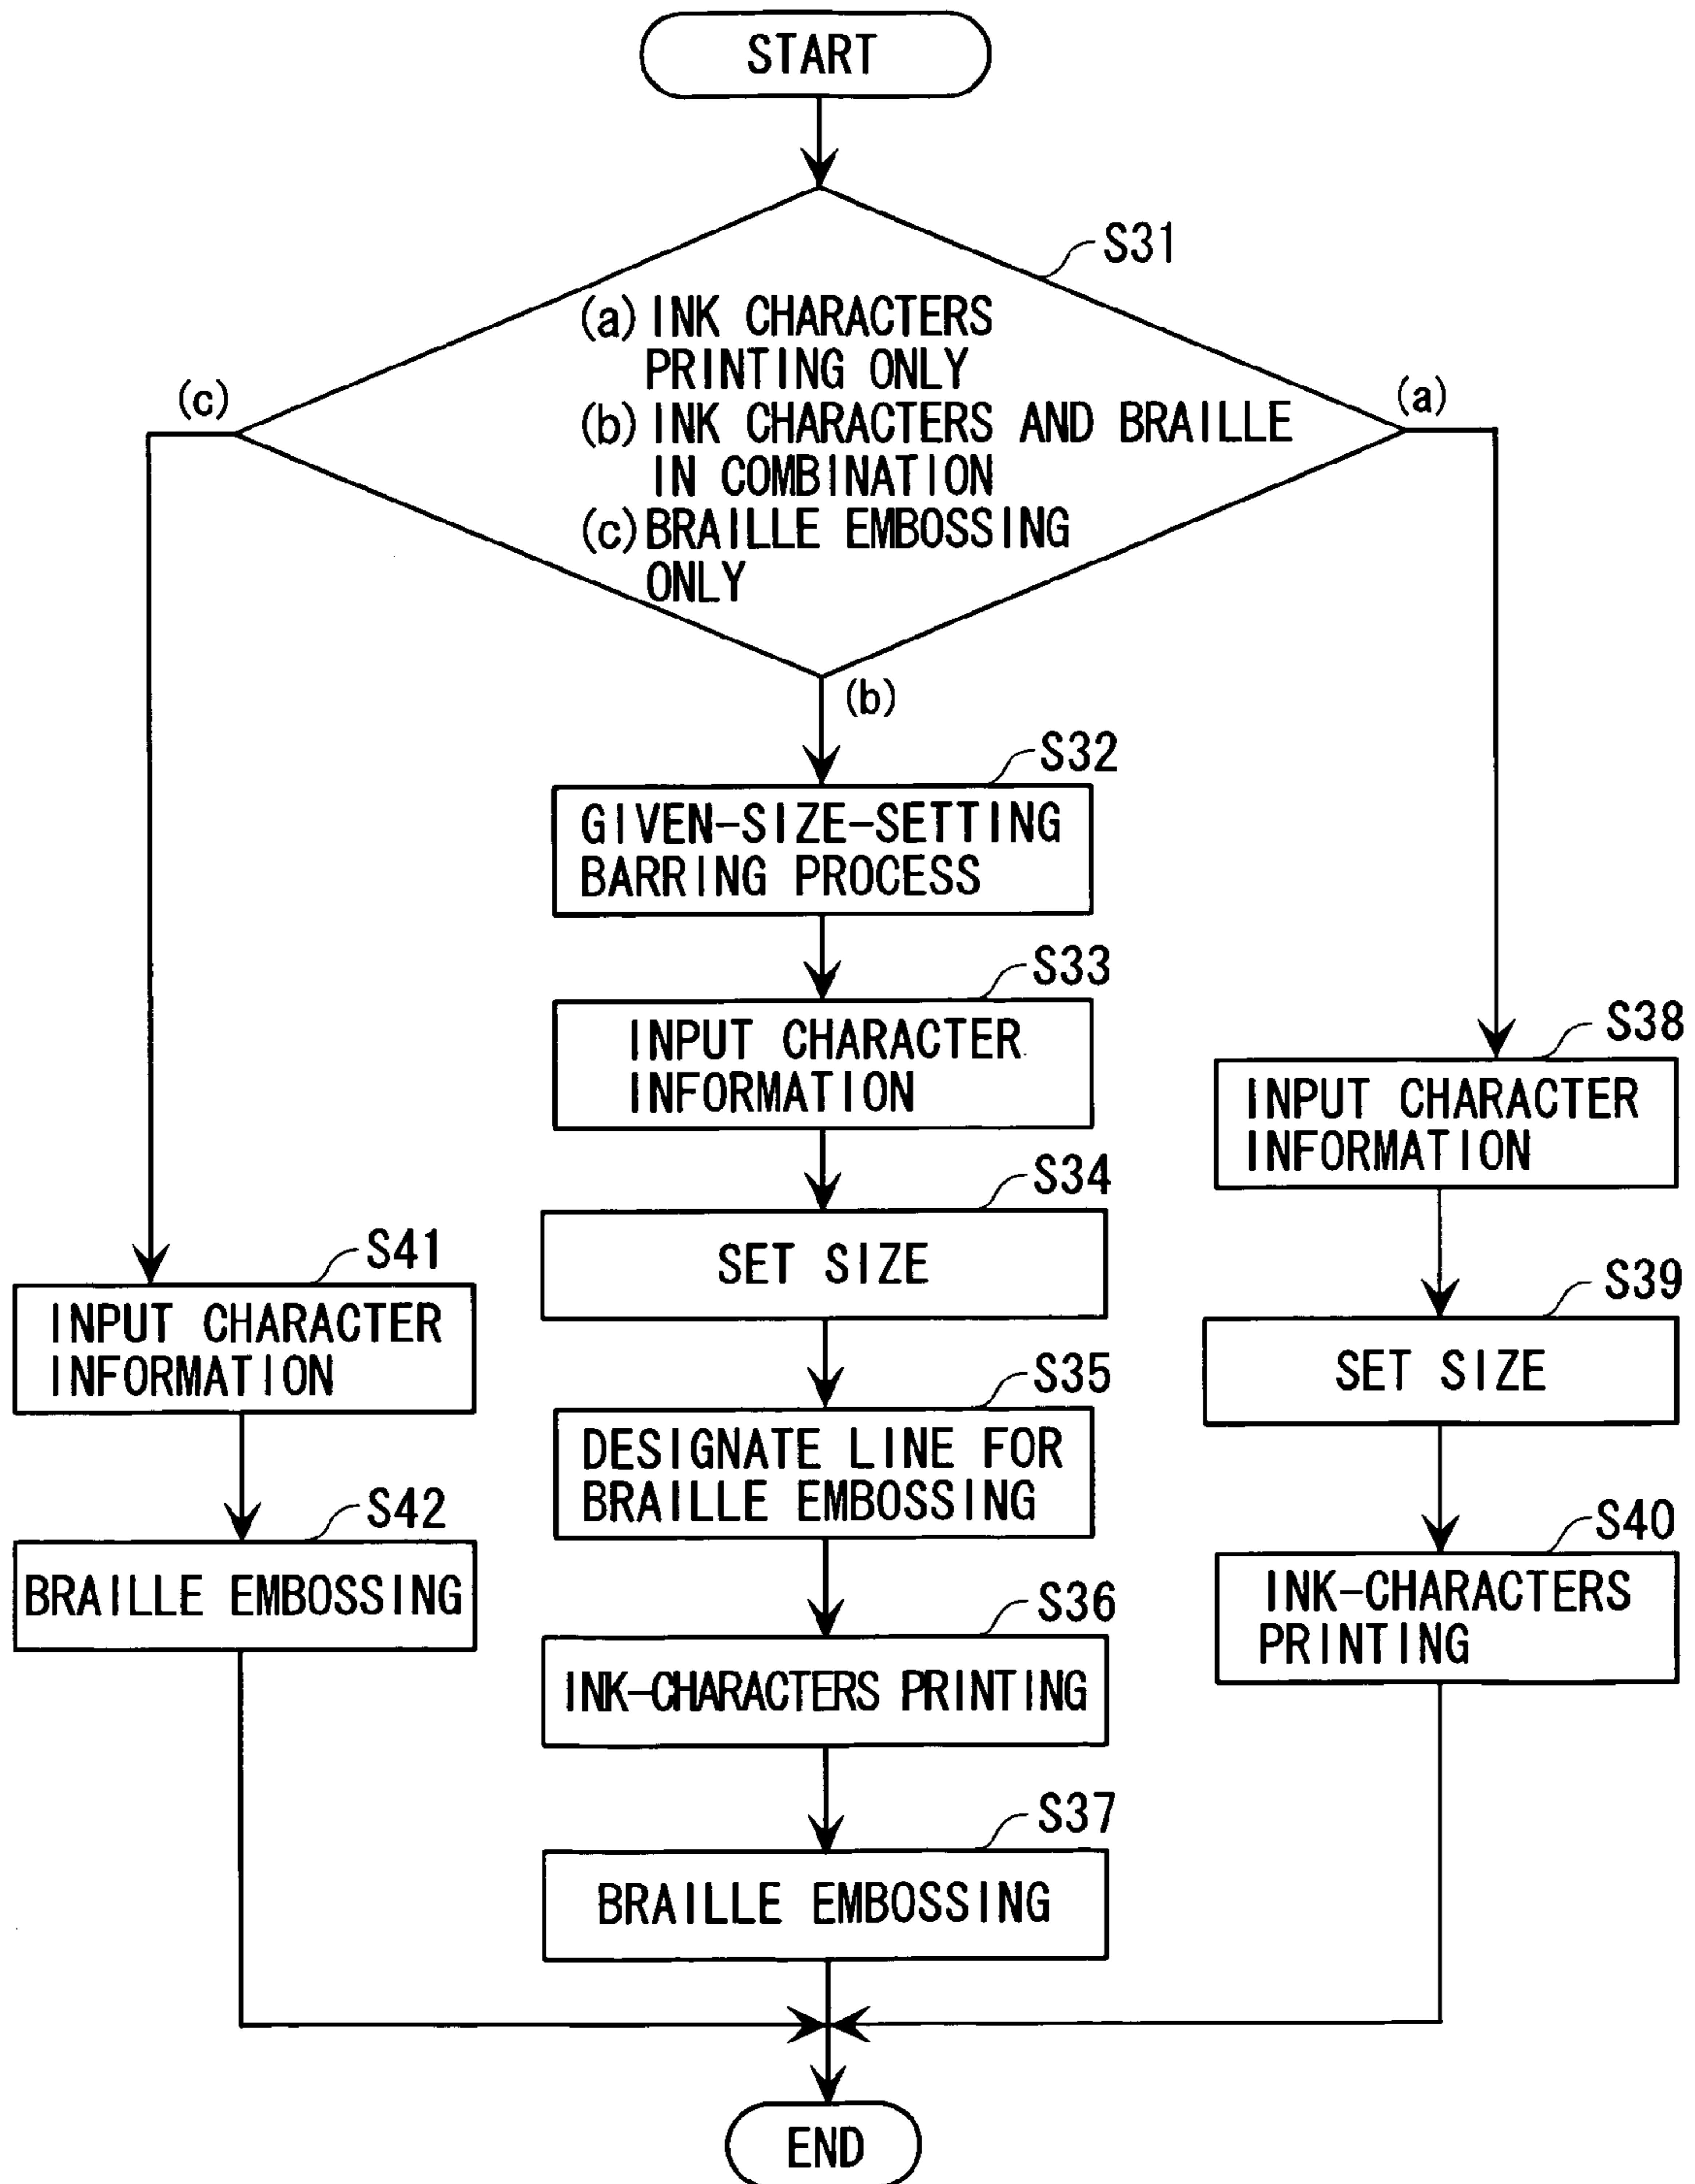 START
S31
(a) INK CHARACTERS
PRINTING ONLY
(b) INK CHARACTERS AND BRAILLE
IN COMBINATION
(c) BRAILLE EMBOSSING
ONLY
(c)
(a)
(b)
S32
GIVEN-SIZE-SETTING
BARRING PROCESS
S33
INPUT CHARACTER
INFORMATION
S34
SET SIZE
S35
DESIGNATE LINE FOR
BRAILLE EMBOSSING
S36
INK-CHARACTERS PRINTING
S37
BRAILLE EMBOSSING
S38
INPUT CHARACTER
INFORMATION
S39
SET SIZE
S40
INK-CHARACTERS
PRINTING
S41
INPUT CHARACTER
INFORMATION
S42
BRAILLE EMBOSSING
END